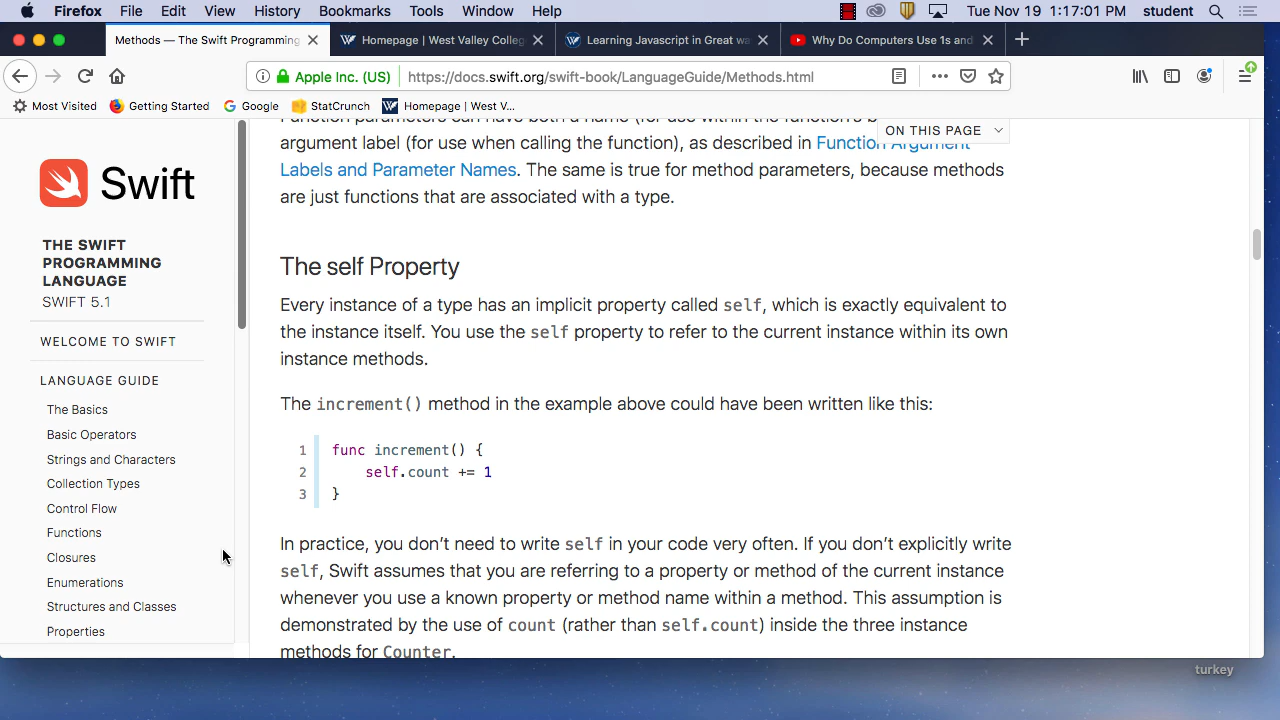 Firefox File Edit View History Bookmarks Tools Window Help Tue Nov 19 1:17:01 PM student
Methods — The Swift Programming Homepage | West Valley Colleg Learning Javascript in Great wa Why Do Computers Use 1s and
Apple Inc. (US) https://docs.swift.org/swift-book/LanguageGuide/Methods.html
Most Visited Getting Started Google StatCrunch Homepage | West V...
Swift
THE SWIFT
PROGRAMMING
LANGUAGE
SWIFT 5.1
WELCOME TO SWIFT
LANGUAGE GUIDE
The Basics
Basic Operators
Strings and Characters
Collection Types
Control Flow
Functions
Closures
Enumerations
Structures and Classes
Properties
ON THIS PAGE
Function parameters can have both a name (for use within the function's b
argument label (for use when calling the function), as described in Function Argument
Labels and Parameter Names. The same is true for method parameters, because methods
are just functions that are associated with a type.
The self Property
Every instance of a type has an implicit property called self, which is exactly equivalent to
the instance itself. You use the self property to refer to the current instance within its own
instance methods.
The increment() method in the example above could have been written like this:
1 func increment() {
2 self.count += 1
3 }
In practice, you don't need to write self in your code very often. If you don't explicitly write
self, Swift assumes that you are referring to a property or method of the current instance
whenever you use a known property or method name within a method. This assumption is
demonstrated by the use of count (rather than self.count) inside the three instance
methods for Counter.
turkey